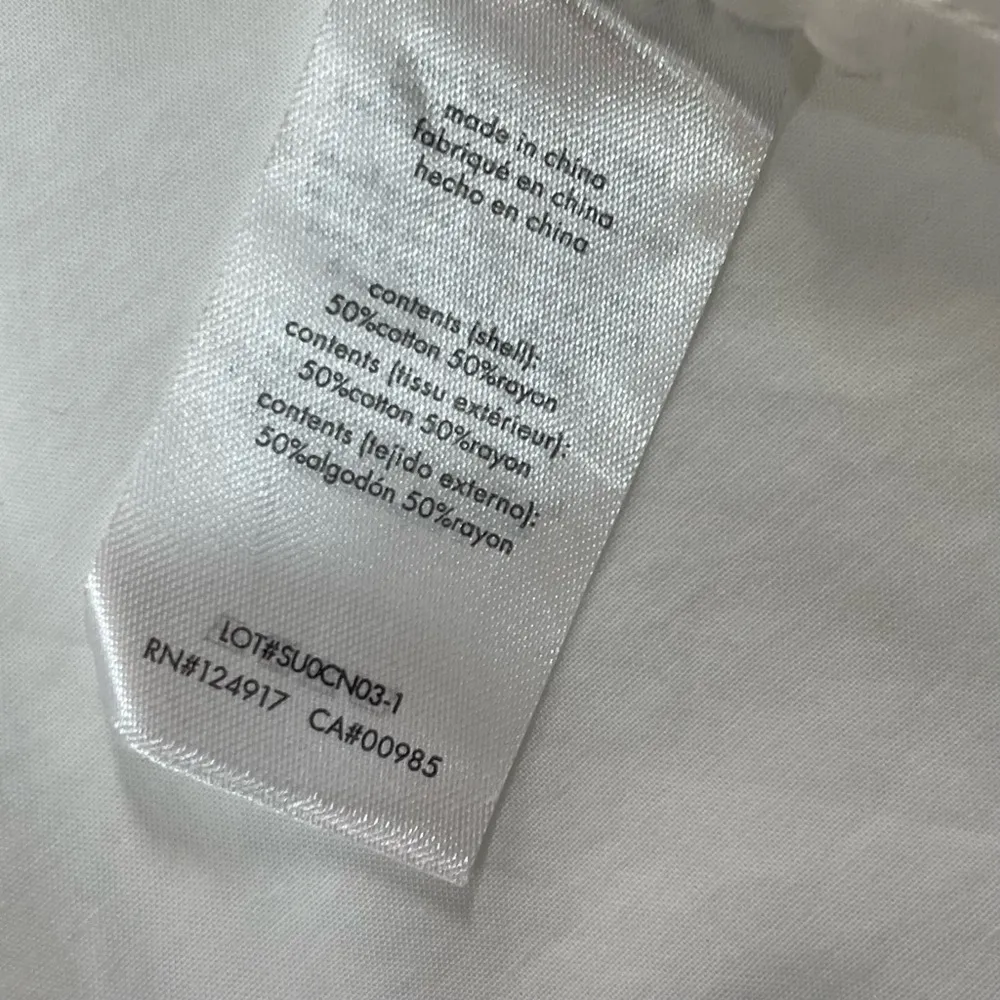 made in china
fabriqué en china
hecho en china
contents (shell):
50%cotton 50%rayon
contents (tissu extérieur):
50%coton 50%rayon
contents (tejido externo):
50%algodón 50%rayon
LOT#SU0CN03-1
RN#124917 CA#00985